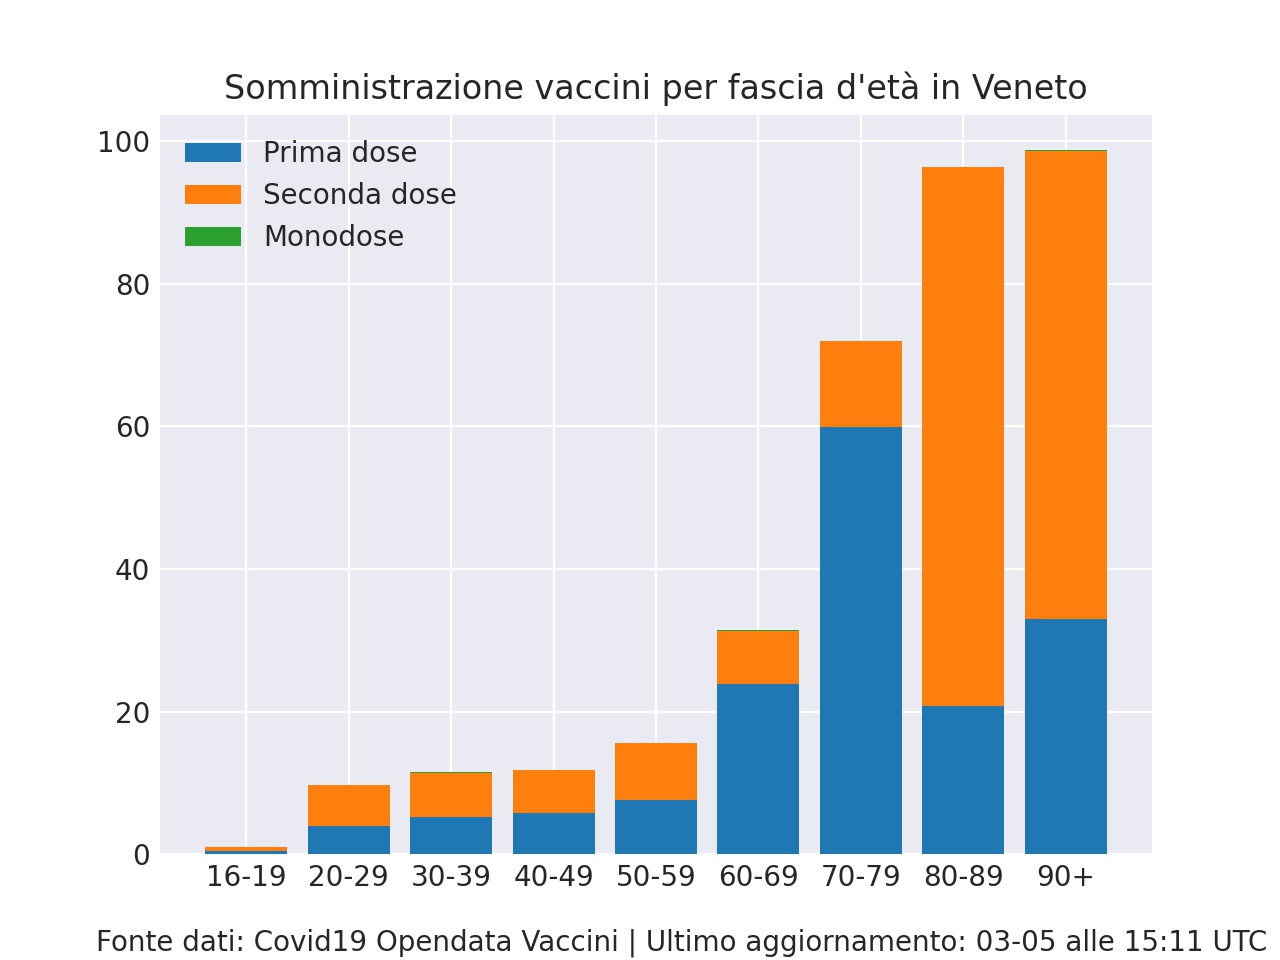 Somministrazione vaccini per fascia d'età in Veneto
100
80
60
40
20
0
Prima dose
Seconda dose
Monodose
16-19 20-29 30-39 40-49 50-59 60-69 70-79 80-89 90+
Fonte dati: Covid19 Opendata Vaccini | Ultimo aggiornamento: 03-05 alle 15:11 UTC